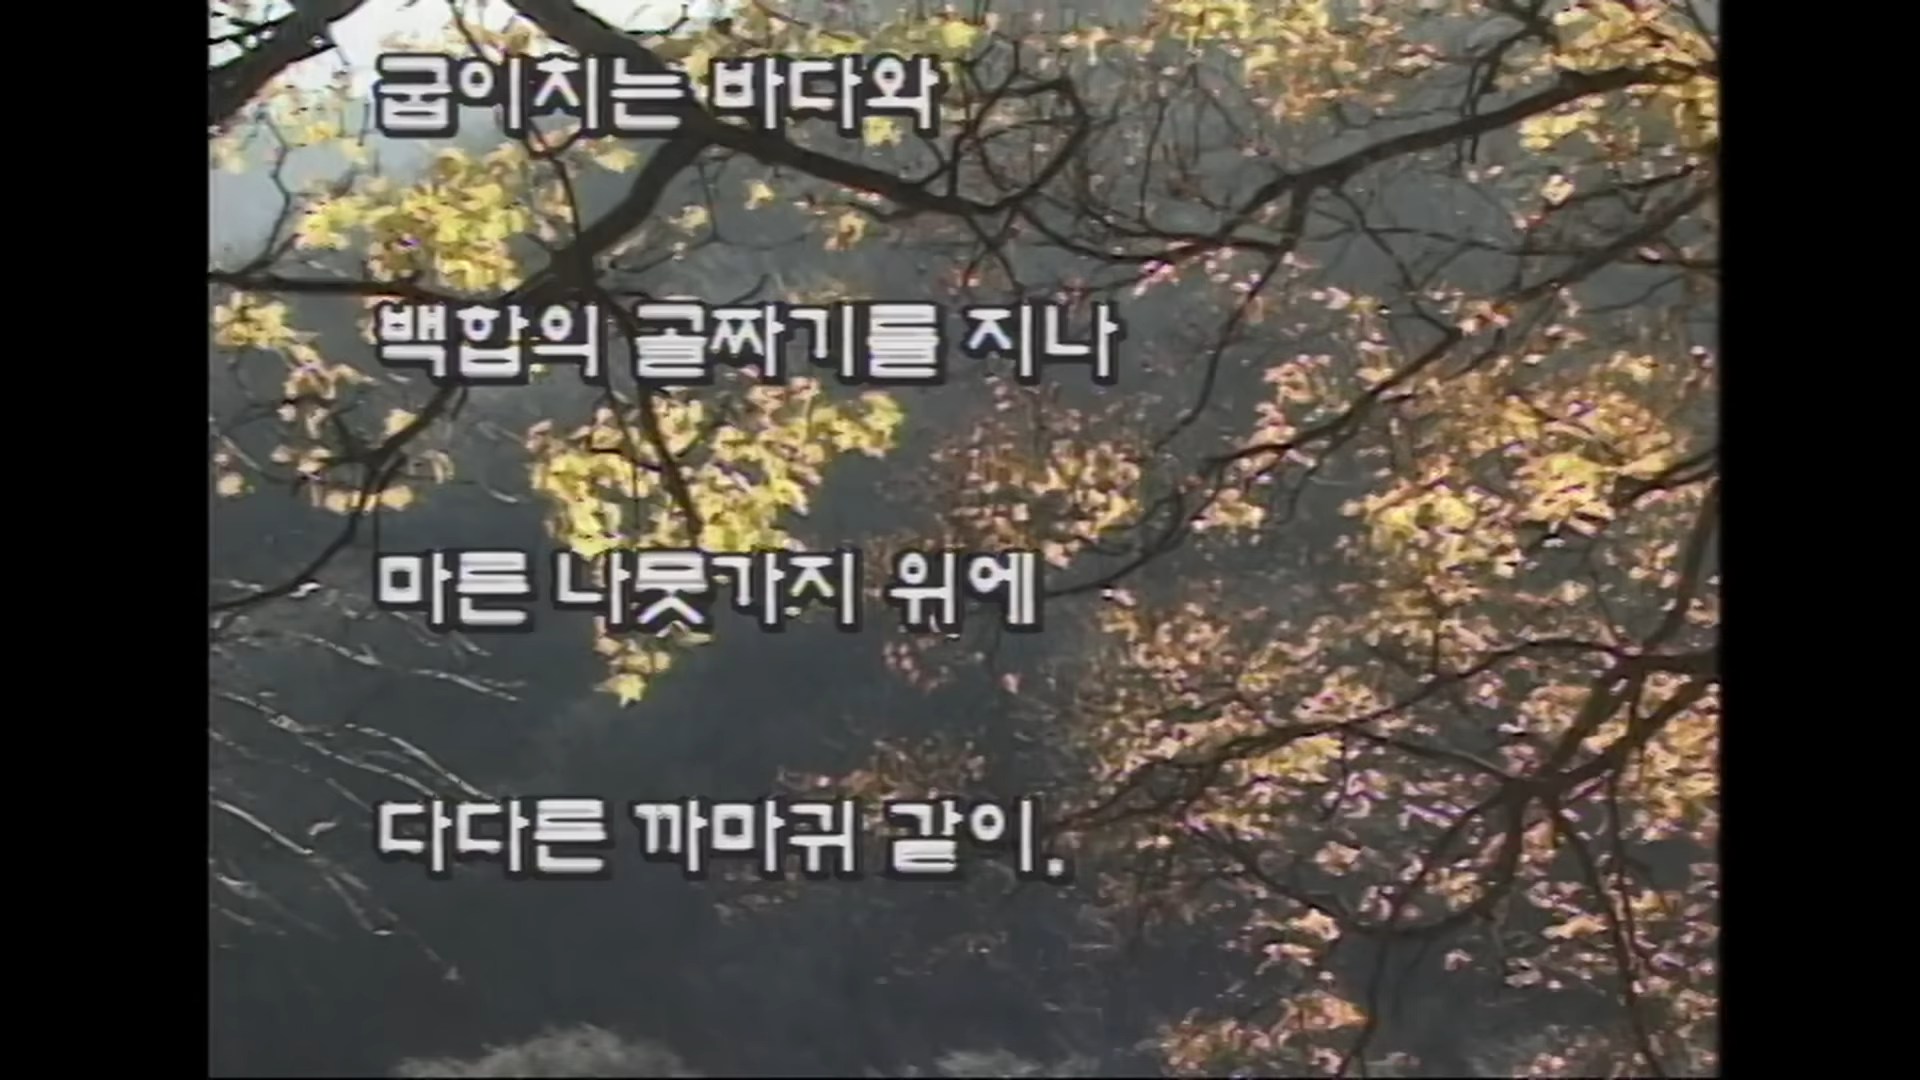 굽이치는 바다와
백합의 골짜기를 지나
마른 나뭇가지 위에
다다른 까마귀 같이.